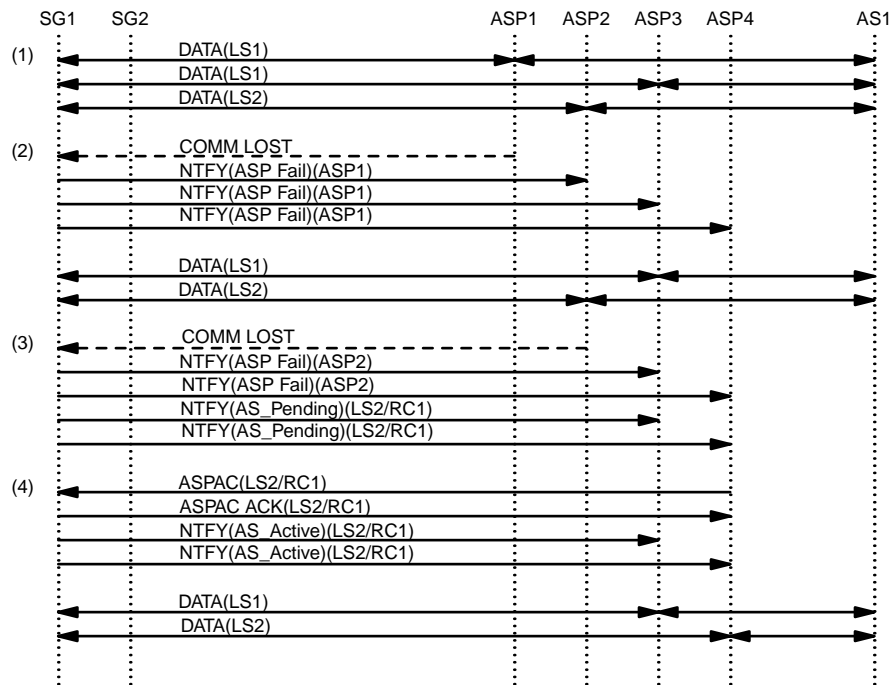 SG1 SG2 ASP1 ASP2 ASP3 ASP4 AS1
(1) DATA(LS1)
DATA(LS1)
DATA(LS2)
(2) COMM LOST
NTFY(ASP Fail)(ASP1)
NTFY(ASP Fail)(ASP1)
NTFY(ASP Fail)(ASP1)
DATA(LS1)
DATA(LS2)
(3) COMM LOST
NTFY(ASP Fail)(ASP2)
NTFY(ASP Fail)(ASP2)
NTFY(AS_Pending)(LS2/RC1)
NTFY(AS_Pending)(LS2/RC1)
(4) ASPAC(LS2/RC1)
ASPAC ACK(LS2/RC1)
NTFY(AS_Active)(LS2/RC1)
NTFY(AS_Active)(LS2/RC1)
DATA(LS1)
DATA(LS2)